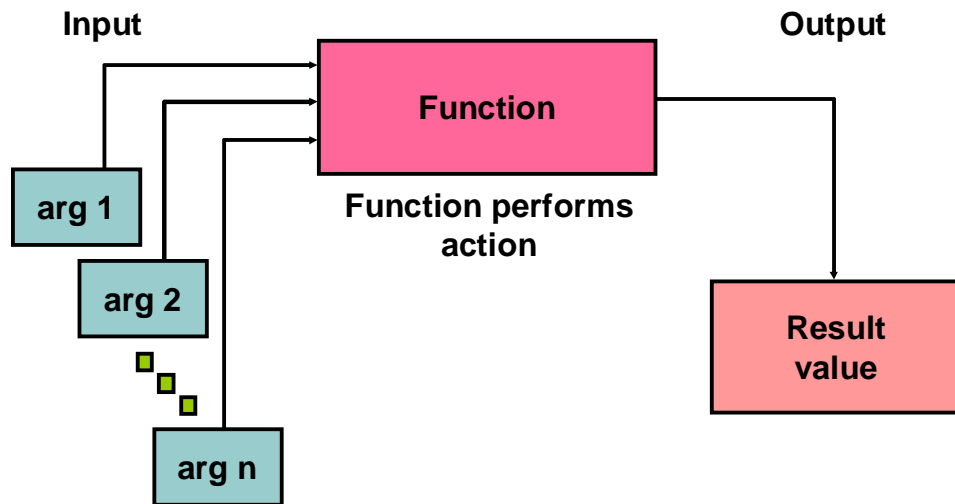 Input
Output
Function
Function performs
action
arg 1
arg 2
arg n
Result
value